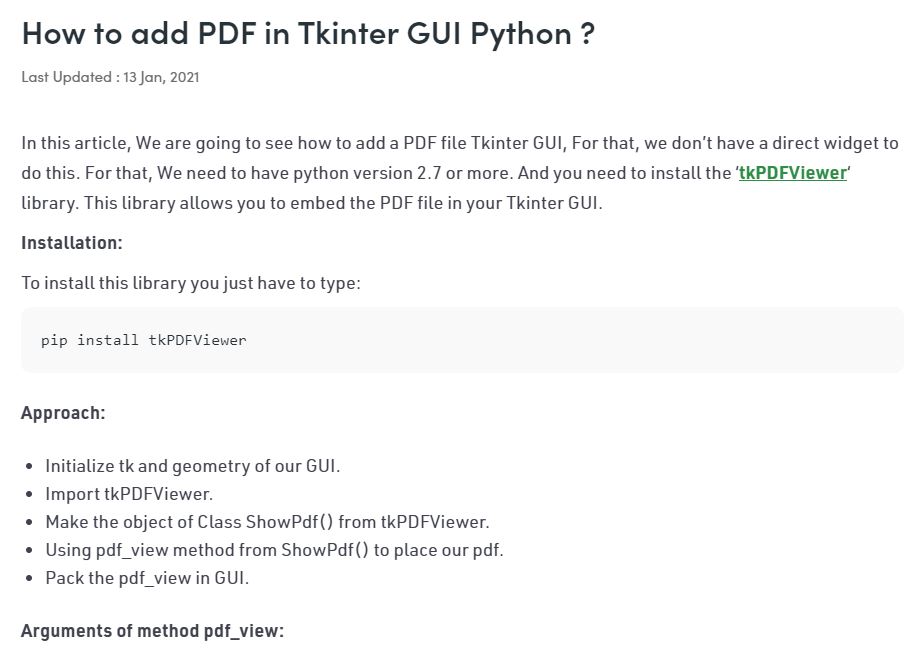 How to add PDF in Tkinter GUI Python ?
Last Updated : 13 Jan, 2021
In this article, We are going to see how to add a PDF file Tkinter GUI, For that, we don’t have a direct widget to
do this. For that, We need to have python version 2.7 or more. And you need to install the ‘tkPDFViewer‘
library. This library allows you to embed the PDF file in your Tkinter GUI.
Installation:
To install this library you just have to type:
pip install tkPDFViewer
Approach:
• Initialize tk and geometry of our GUI.
• Import tkPDFViewer.
• Make the object of Class ShowPdf() from tkPDFViewer.
• Using pdf_view method from ShowPdf() to place our pdf.
• Pack the pdf_view in GUI.
Arguments of method pdf_view: